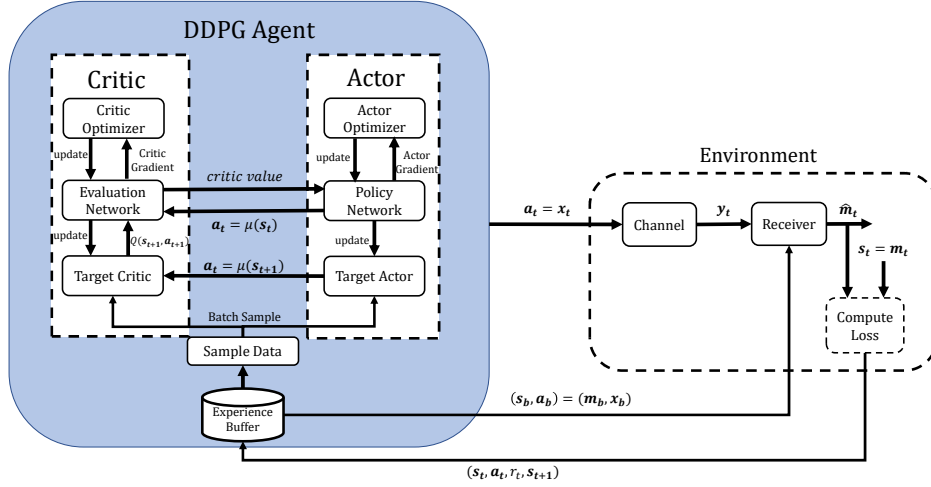 DDPG Agent
Critic
Critic
Optimizer
update
Critic
Gradient
Evaluation
Network
update
Q(s_{t+1}, a_{t+1})
Target Critic
critic value
a_t = μ(s_t)
a_t = μ(s_{t+1})
Actor
Actor
Optimizer
update
Actor
Gradient
Policy
Network
update
Target Actor
Batch Sample
Sample Data
Experience
Buffer
Environment
a_t = x_t
Channel
y_t
Receiver
m̂_t
s_t = m_t
Compute
Loss
(s_b, a_b) = (m_b, x_b)
(s_t, a_t, r_t, s_{t+1})